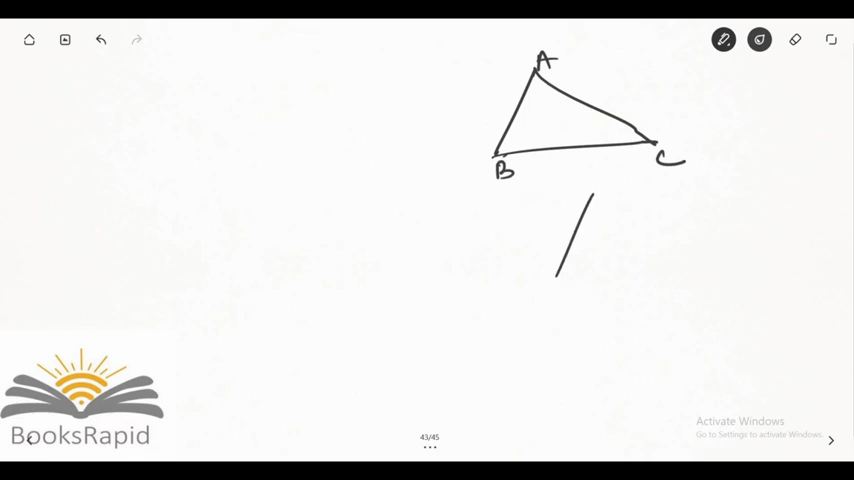 A
B
C
BooksRapid
43/45
Activate Windows
Go to Settings to activate Windows.